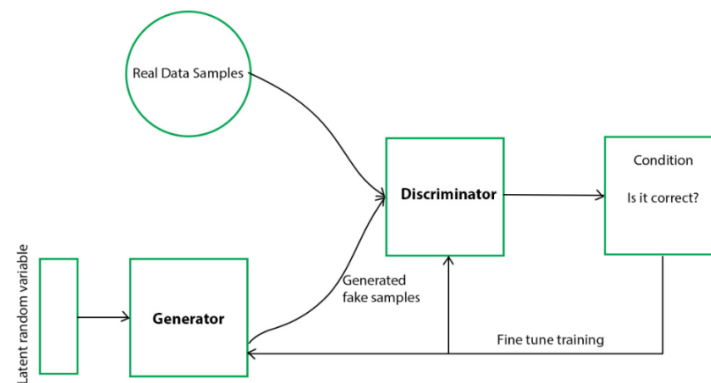 Real Data Samples
Condition
Is it correct?
Discriminator
Generated
fake samples
Latent random variable
Generator
Fine tune training